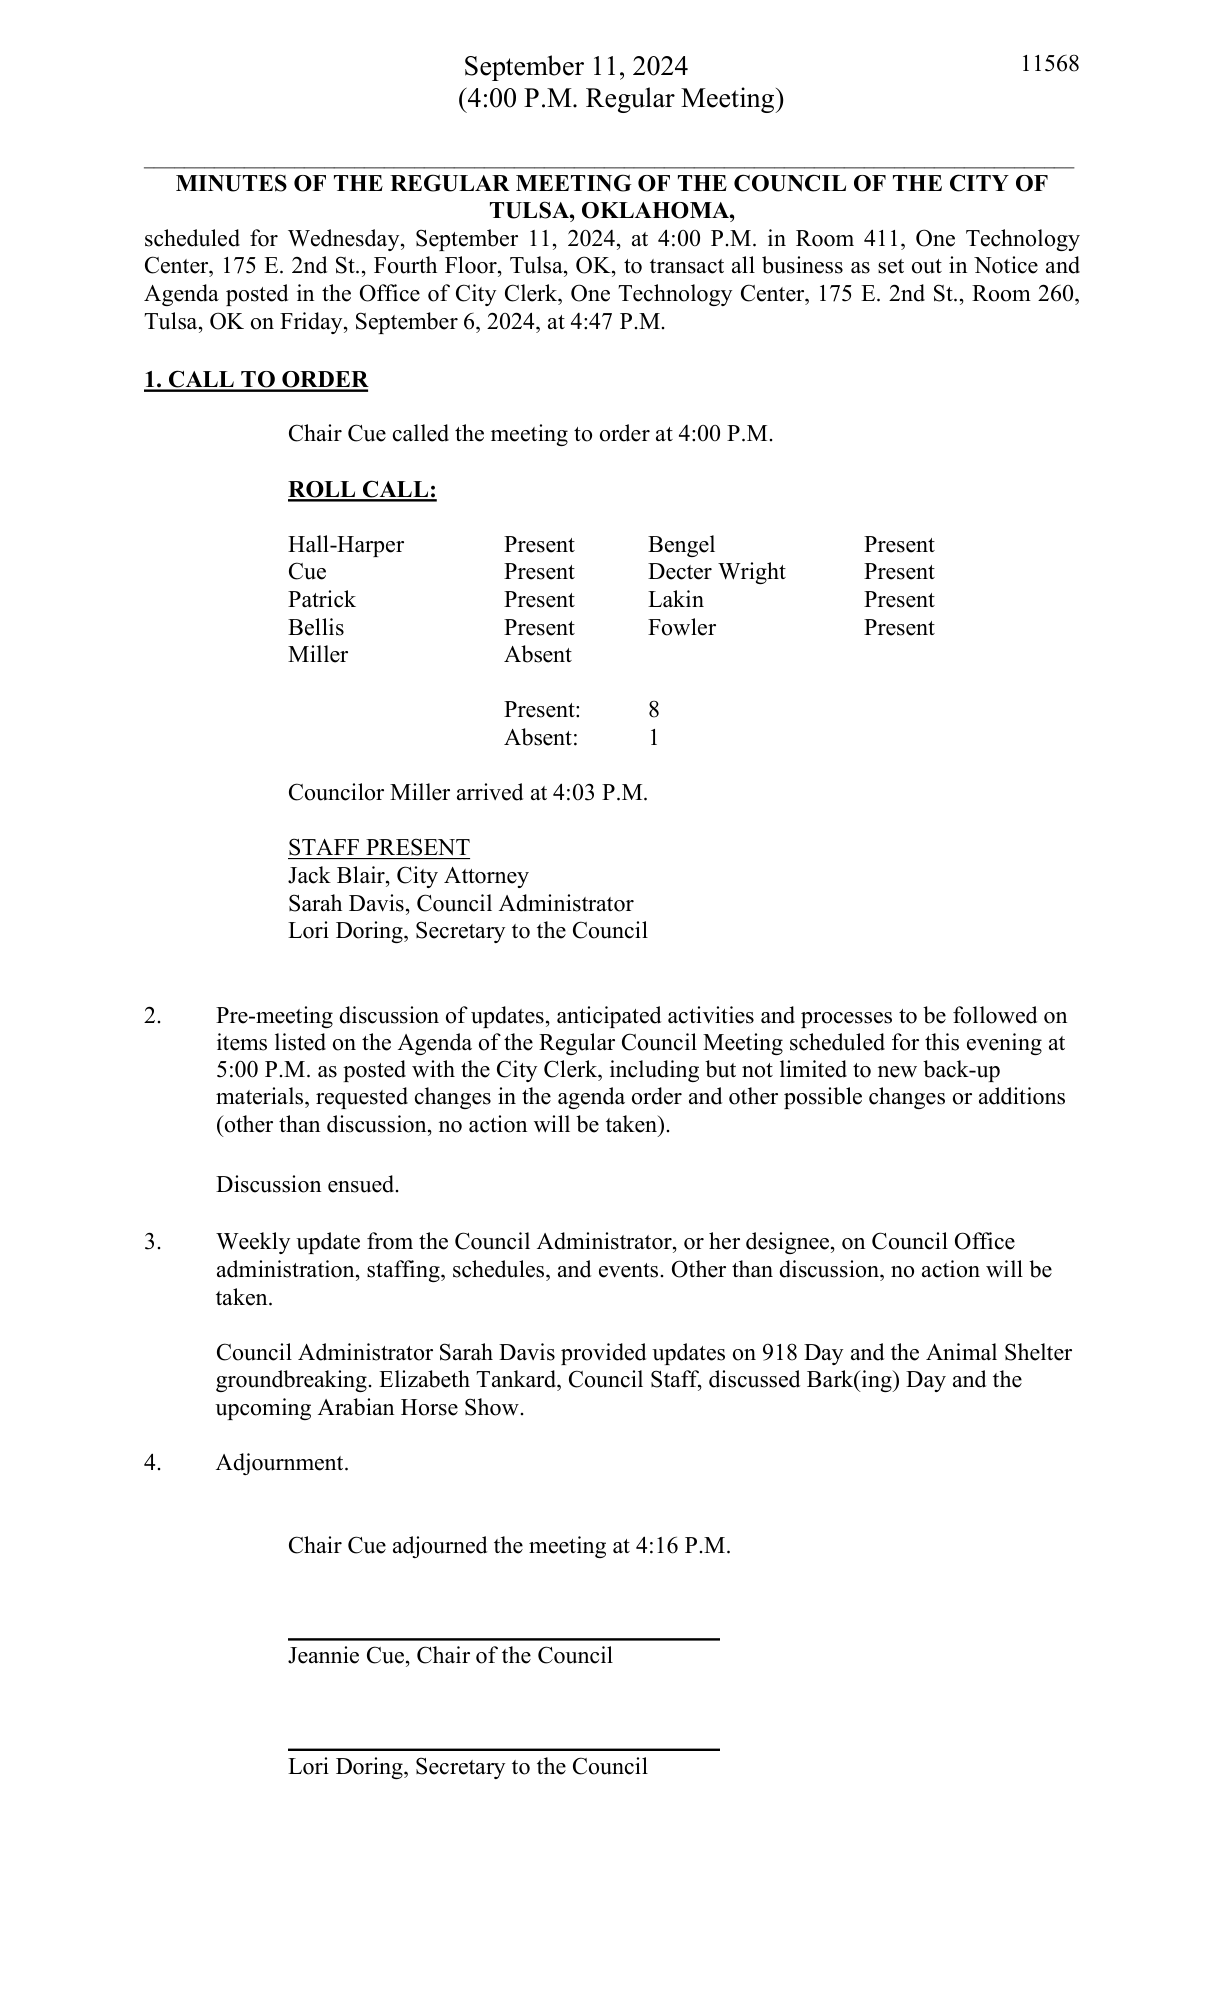 September 11, 2024 11568
(4:00 P.M. Regular Meeting)
MINUTES OF THE REGULAR MEETING OF THE COUNCIL OF THE CITY OF
TULSA, OKLAHOMA,
scheduled for Wednesday, September 11, 2024, at 4:00 P.M. in Room 411, One Technology
Center, 175 E. 2nd St., Fourth Floor, Tulsa, OK, to transact all business as set out in Notice and
Agenda posted in the Office of City Clerk, One Technology Center, 175 E. 2nd St., Room 260,
Tulsa, OK on Friday, September 6, 2024, at 4:47 P.M.
1. CALL TO ORDER
Chair Cue called the meeting to order at 4:00 P.M.
ROLL CALL:
Hall-Harper Present Bengel Present
Cue Present Decter Wright Present
Patrick Present Lakin Present
Bellis Present Fowler Present
Miller Absent
Present: 8
Absent: 1
Councilor Miller arrived at 4:03 P.M.
STAFF PRESENT
Jack Blair, City Attorney
Sarah Davis, Council Administrator
Lori Doring, Secretary to the Council
2. Pre-meeting discussion of updates, anticipated activities and processes to be followed on
items listed on the Agenda of the Regular Council Meeting scheduled for this evening at
5:00 P.M. as posted with the City Clerk, including but not limited to new back-up
materials, requested changes in the agenda order and other possible changes or additions
(other than discussion, no action will be taken).
Discussion ensued.
3. Weekly update from the Council Administrator, or her designee, on Council Office
administration, staffing, schedules, and events. Other than discussion, no action will be
taken.
Council Administrator Sarah Davis provided updates on 918 Day and the Animal Shelter
groundbreaking. Elizabeth Tankard, Council Staff, discussed Bark(ing) Day and the
upcoming Arabian Horse Show.
4. Adjournment.
Chair Cue adjourned the meeting at 4:16 P.M.
Jeannie Cue, Chair of the Council
Lori Doring, Secretary to the Council